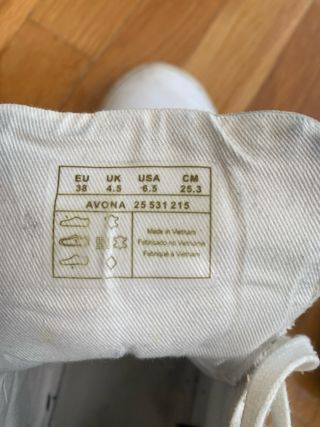 EU UK USA CM
38 4.5 6.5 25.3
AVONA 25 531 215
Made in Vietnam
Fabricado no Vietname
Fabriqué à Vietnam